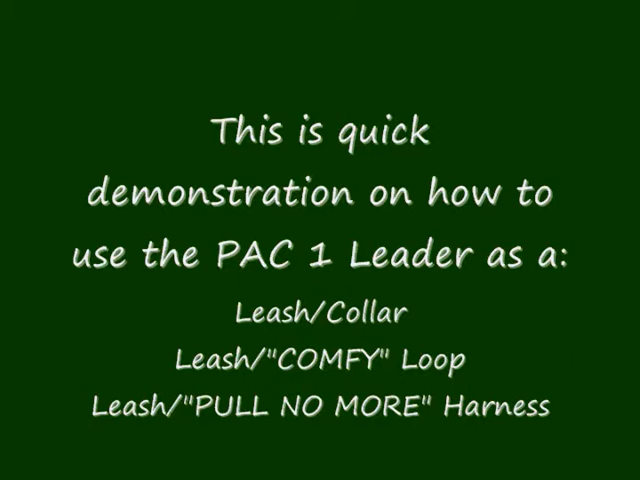 This is quick
demonstration on how to
use the PAC 1 Leader as a:
Leash/Collar
Leash/"COMFY" Loop
Leash/"PULL NO MORE" Harness